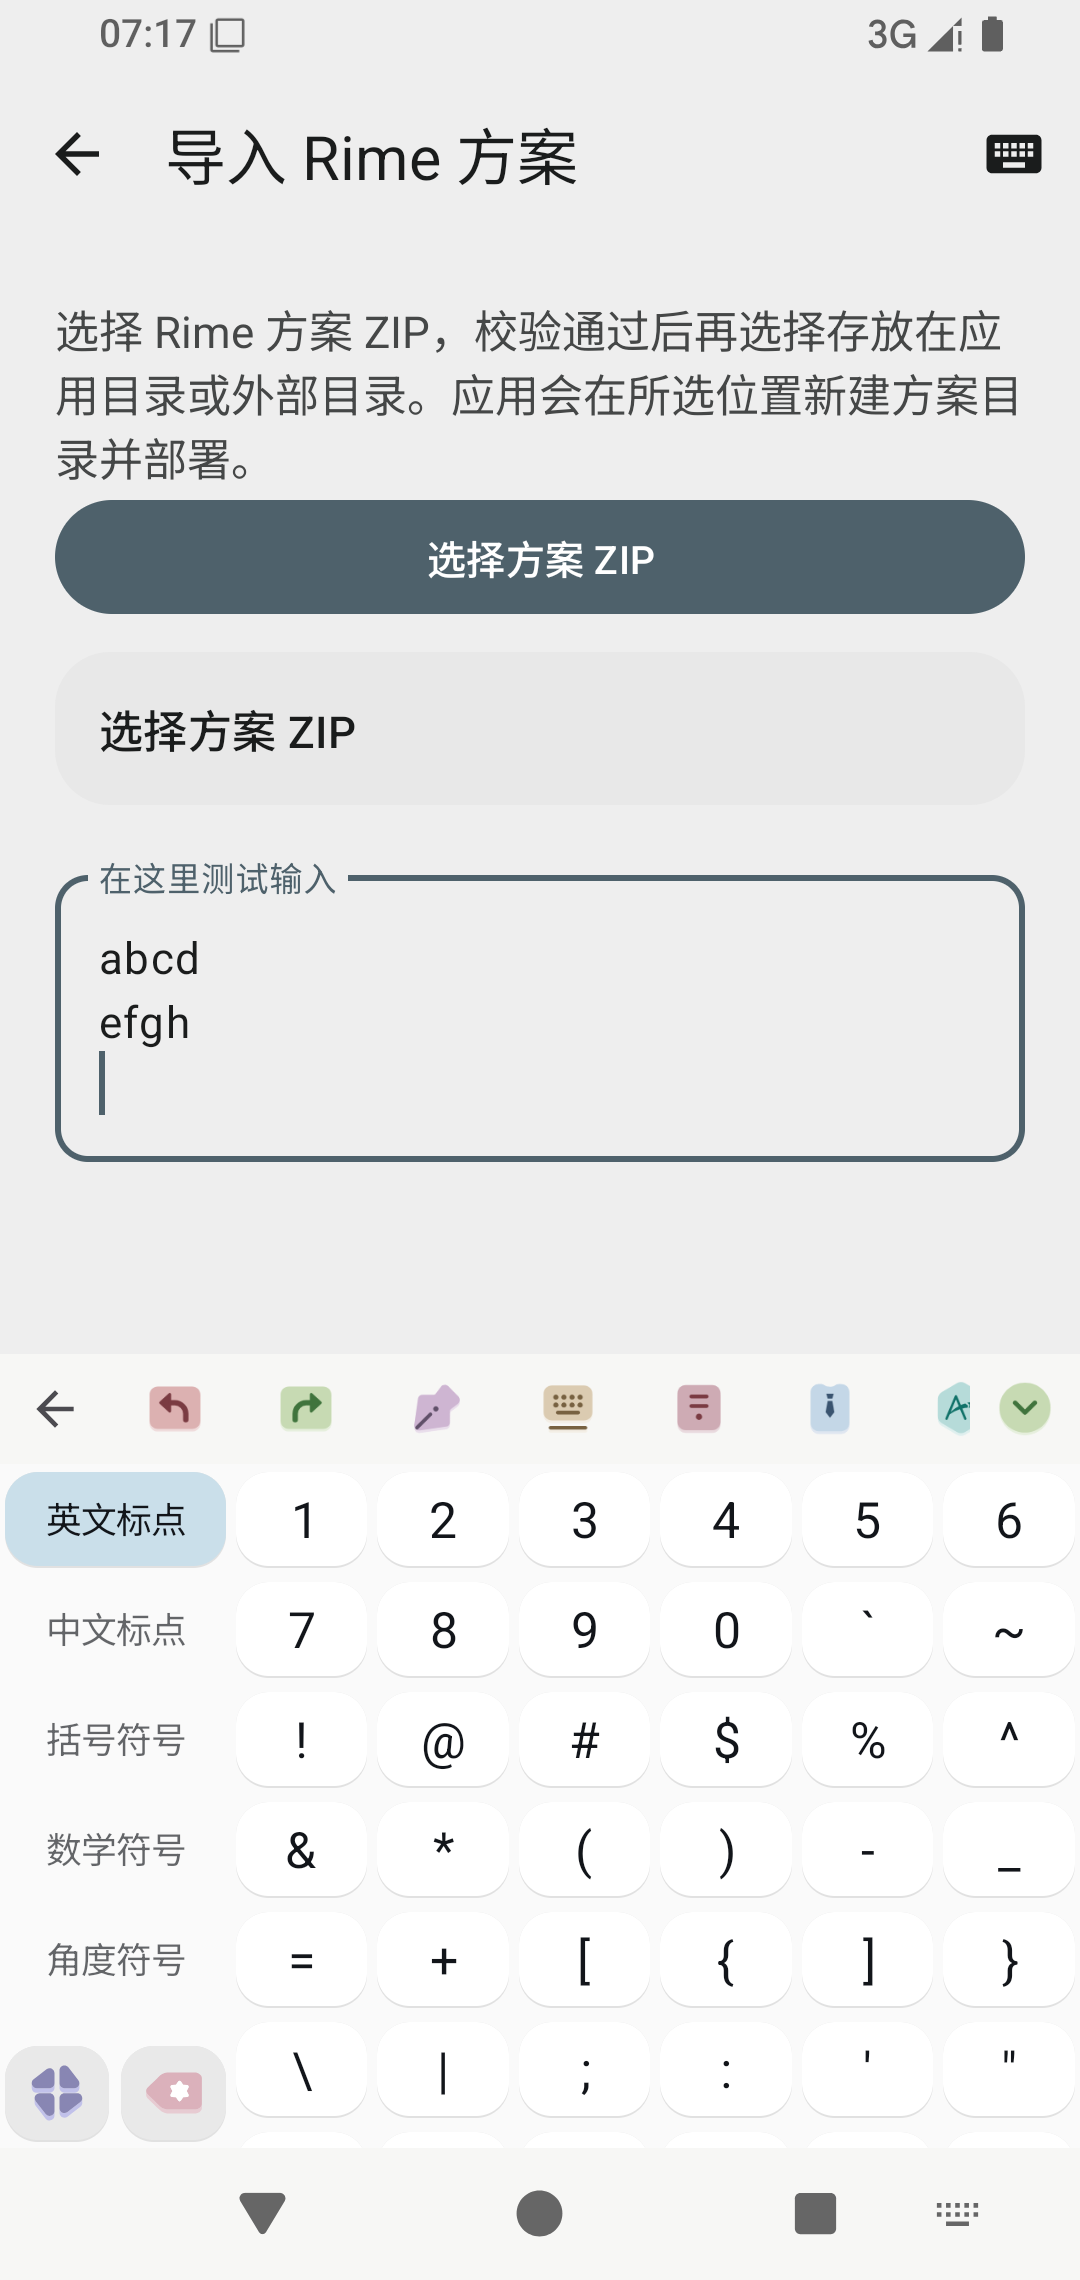 07:17 3G
导入 Rime 方案
选择 Rime 方案 ZIP，校验通过后再选择存放在应
用目录或外部目录。应用会在所选位置新建方案目
录并部署。
选择方案 ZIP
选择方案 ZIP
在这里测试输入
abcd
efgh
英文标点 1 2 3 4 5 6
中文标点 7 8 9 0 ` ~
括号符号 ! @ # $ % ^
数学符号 & * ( ) - _
角度符号 = + [ { ] }
\ | ; : ' "